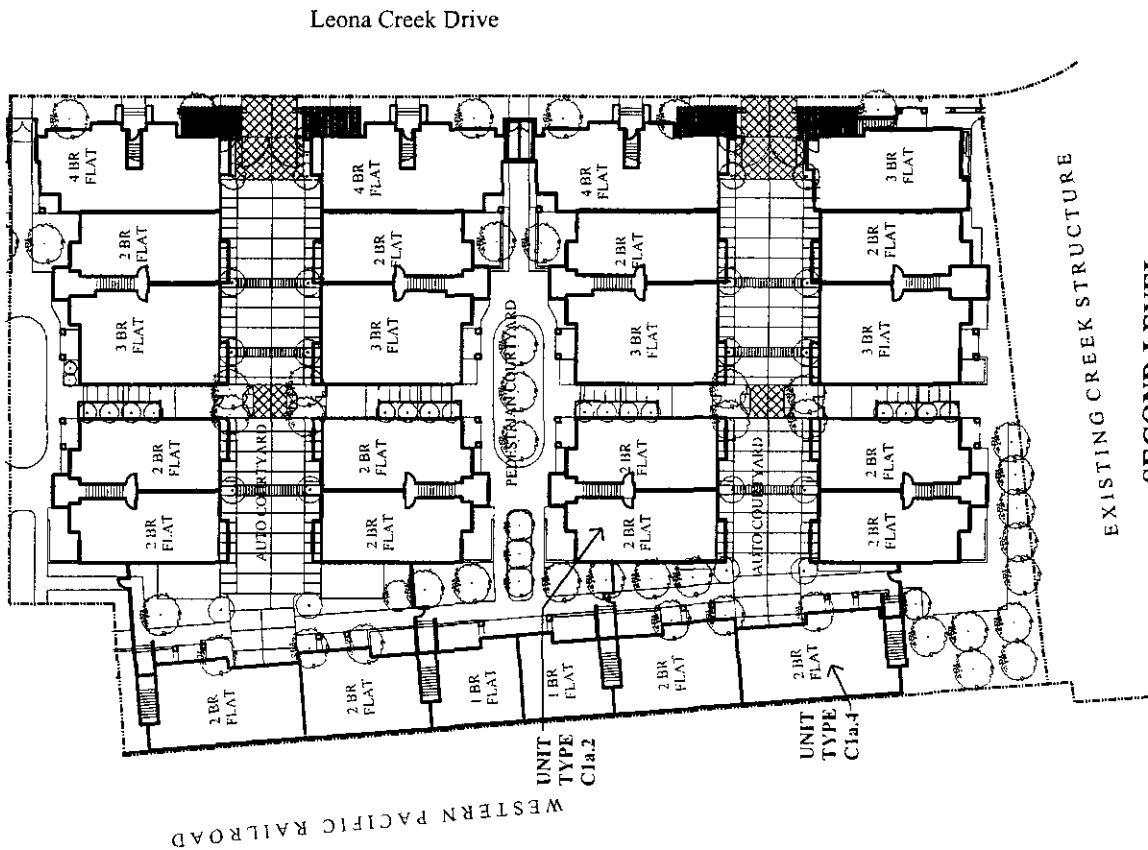 Leona Creek Drive
4 BR
FLAT
4 BR
FLAT
4 BR
FLAT
3 BR
FLAT
2 BR
FLAT
2 BR
FLAT
2 BR
FLAT
2 BR
FLAT
3 BR
FLAT
3 BR
FLAT
3 BR
FLAT
3 BR
FLAT
PEDESTRIAN COURTYARD
2 BR
FLAT
2 BR
FLAT
2 BR
FLAT
2 BR
FLAT
AUTO COURTYARD
AUTO COURTYARD
2 BR
FLAT
2 BR
FLAT
2 BR
FLAT
2 BR
FLAT
2 BR
FLAT
2 BR
FLAT
1 BR
FLAT
1 BR
FLAT
2 BR
FLAT
2 BR
FLAT
UNIT
TYPE
C1a.2
UNIT
TYPE
C1a.4
WESTERN PACIFIC RAILROAD
EXISTING CREEK STRUCTURE
SECOND LEVEL